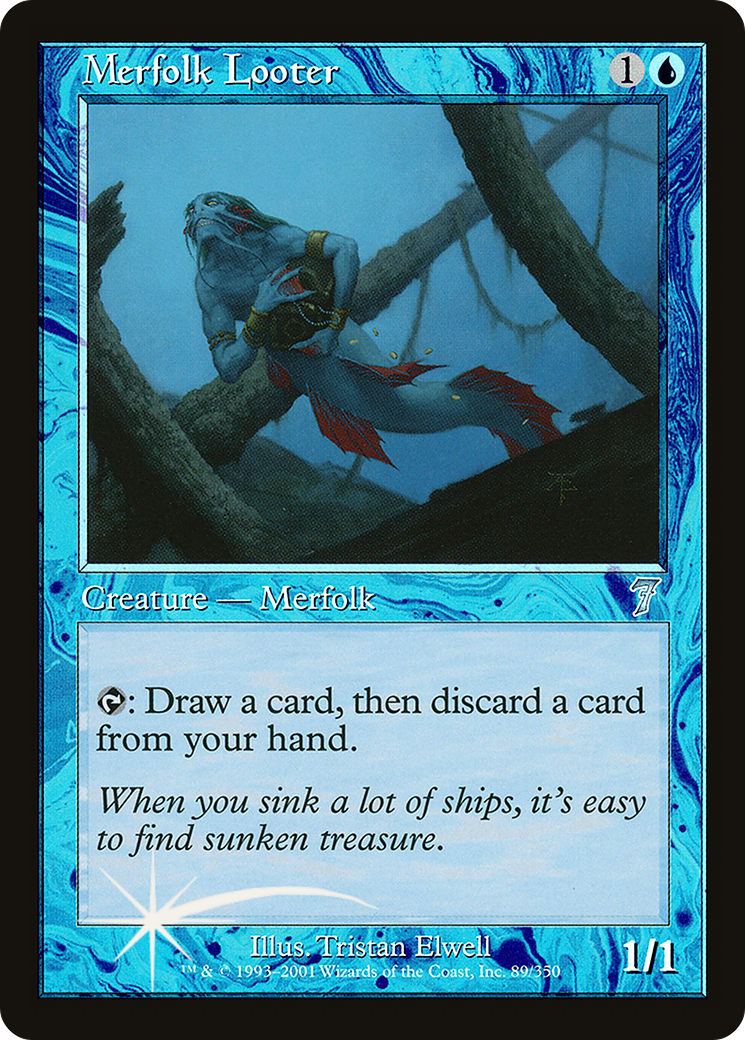 Merfolk Looter 1
Creature — Merfolk 7
: Draw a card, then discard a card
from your hand.
When you sink a lot of ships, it's easy
to find sunken treasure.
Illus. Tristan Elwell
™ & © 1993–2001 Wizards of the Coast, Inc. 89/350
1/1